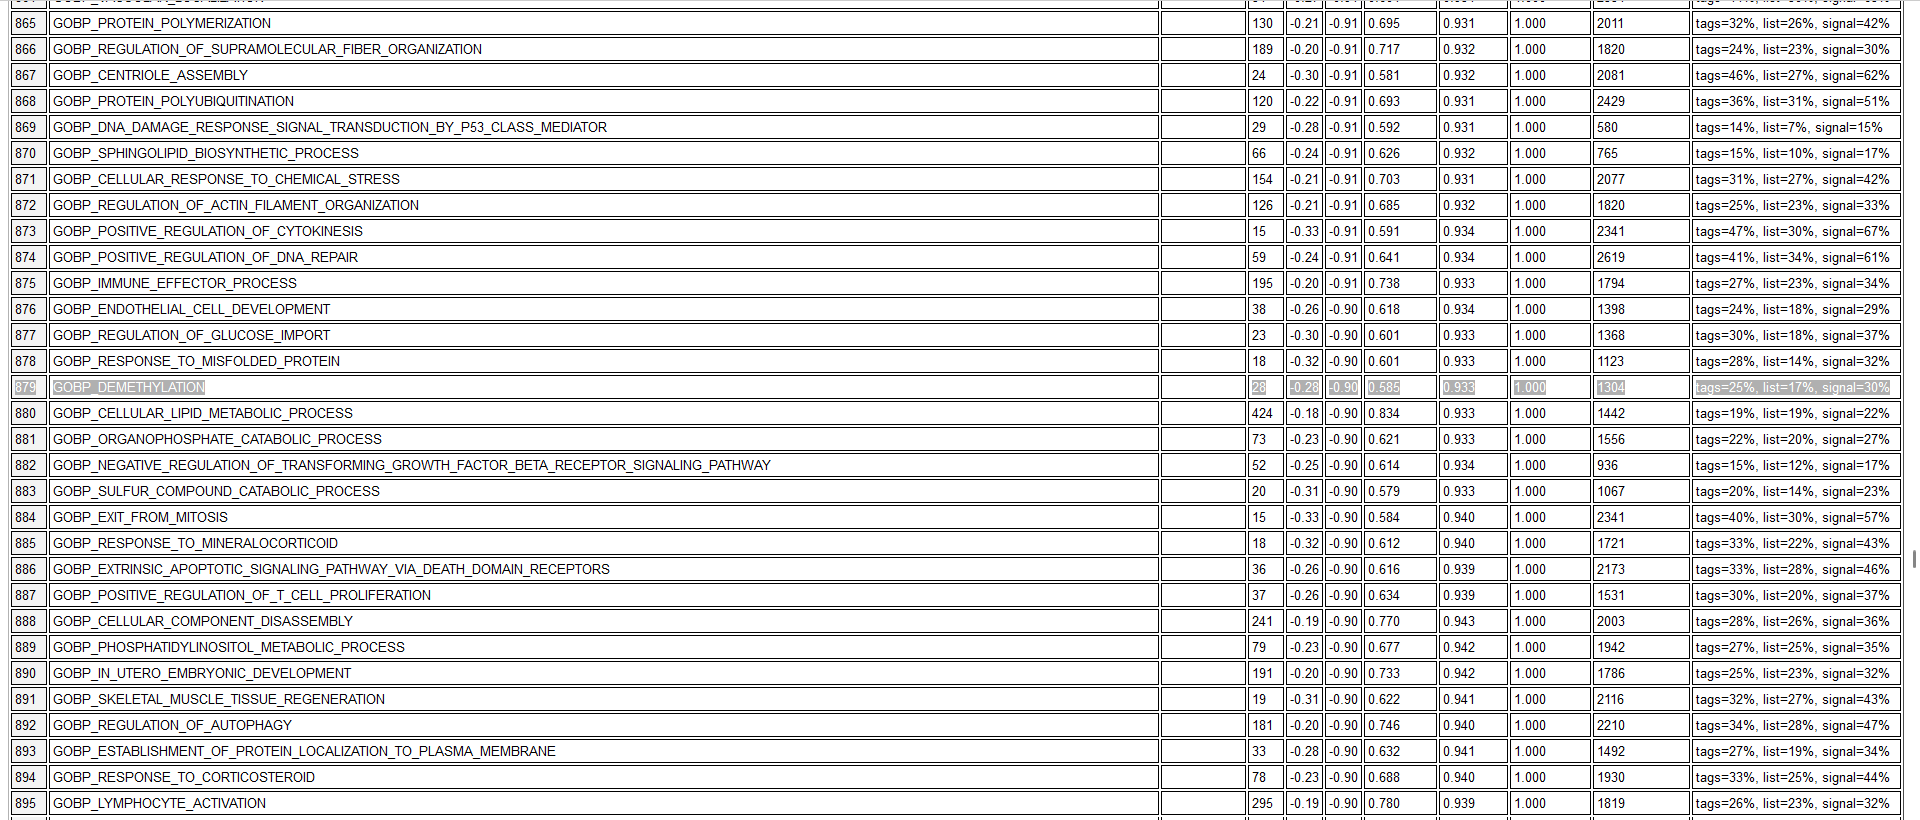 865 GOBP_PROTEIN_POLYMERIZATION 130 -0.21 -0.91 0.695 0.931 1.000 2011 tags=32%, list=26%, signal=42%
866 GOBP_REGULATION_OF_SUPRAMOLECULAR_FIBER_ORGANIZATION 189 -0.20 -0.91 0.717 0.932 1.000 1820 tags=24%, list=23%, signal=30%
867 GOBP_CENTRIOLE_ASSEMBLY 24 -0.30 -0.91 0.581 0.932 1.000 2081 tags=46%, list=27%, signal=62%
868 GOBP_PROTEIN_POLYUBIQUITINATION 120 -0.22 -0.91 0.693 0.931 1.000 2429 tags=36%, list=31%, signal=51%
869 GOBP_DNA_DAMAGE_RESPONSE_SIGNAL_TRANSDUCTION_BY_P53_CLASS_MEDIATOR 29 -0.28 -0.91 0.592 0.931 1.000 580 tags=14%, list=7%, signal=15%
870 GOBP_SPHINGOLIPID_BIOSYNTHETIC_PROCESS 66 -0.24 -0.91 0.626 0.932 1.000 765 tags=15%, list=10%, signal=17%
871 GOBP_CELLULAR_RESPONSE_TO_CHEMICAL_STRESS 154 -0.21 -0.91 0.703 0.931 1.000 2077 tags=31%, list=27%, signal=42%
872 GOBP_REGULATION_OF_ACTIN_FILAMENT_ORGANIZATION 126 -0.21 -0.91 0.685 0.932 1.000 1820 tags=25%, list=23%, signal=33%
873 GOBP_POSITIVE_REGULATION_OF_CYTOKINESIS 15 -0.33 -0.91 0.591 0.934 1.000 2341 tags=47%, list=30%, signal=67%
874 GOBP_POSITIVE_REGULATION_OF_DNA_REPAIR 59 -0.24 -0.91 0.641 0.934 1.000 2619 tags=41%, list=34%, signal=61%
875 GOBP_IMMUNE_EFFECTOR_PROCESS 195 -0.20 -0.91 0.738 0.933 1.000 1794 tags=27%, list=23%, signal=34%
876 GOBP_ENDOTHELIAL_CELL_DEVELOPMENT 38 -0.26 -0.90 0.618 0.934 1.000 1398 tags=24%, list=18%, signal=29%
877 GOBP_REGULATION_OF_GLUCOSE_IMPORT 23 -0.30 -0.90 0.601 0.933 1.000 1368 tags=30%, list=18%, signal=37%
878 GOBP_RESPONSE_TO_MISFOLDED_PROTEIN 18 -0.32 -0.90 0.601 0.933 1.000 1123 tags=28%, list=14%, signal=32%
879 GOBP_DEMETHYLATION 28 -0.28 -0.90 0.585 0.933 1.000 1304 tags=25%, list=17%, signal=30%
880 GOBP_CELLULAR_LIPID_METABOLIC_PROCESS 424 -0.18 -0.90 0.834 0.933 1.000 1442 tags=19%, list=19%, signal=22%
881 GOBP_ORGANOPHOSPHATE_CATABOLIC_PROCESS 73 -0.23 -0.90 0.621 0.933 1.000 1556 tags=22%, list=20%, signal=27%
882 GOBP_NEGATIVE_REGULATION_OF_TRANSFORMING_GROWTH_FACTOR_BETA_RECEPTOR_SIGNALING_PATHWAY 52 -0.25 -0.90 0.614 0.934 1.000 936 tags=15%, list=12%, signal=17%
883 GOBP_SULFUR_COMPOUND_CATABOLIC_PROCESS 20 -0.31 -0.90 0.579 0.933 1.000 1067 tags=20%, list=14%, signal=23%
884 GOBP_EXIT_FROM_MITOSIS 15 -0.33 -0.90 0.584 0.940 1.000 2341 tags=40%, list=30%, signal=57%
885 GOBP_RESPONSE_TO_MINERALOCORTICOID 18 -0.32 -0.90 0.612 0.940 1.000 1721 tags=33%, list=22%, signal=43%
886 GOBP_EXTRINSIC_APOPTOTIC_SIGNALING_PATHWAY_VIA_DEATH_DOMAIN_RECEPTORS 36 -0.26 -0.90 0.616 0.939 1.000 2173 tags=33%, list=28%, signal=46%
887 GOBP_POSITIVE_REGULATION_OF_T_CELL_PROLIFERATION 37 -0.26 -0.90 0.634 0.939 1.000 1531 tags=30%, list=20%, signal=37%
888 GOBP_CELLULAR_COMPONENT_DISASSEMBLY 241 -0.19 -0.90 0.770 0.943 1.000 2003 tags=28%, list=26%, signal=36%
889 GOBP_PHOSPHATIDYLINOSITOL_METABOLIC_PROCESS 79 -0.23 -0.90 0.677 0.942 1.000 1942 tags=27%, list=25%, signal=35%
890 GOBP_IN_UTERO_EMBRYONIC_DEVELOPMENT 191 -0.20 -0.90 0.733 0.942 1.000 1786 tags=25%, list=23%, signal=32%
891 GOBP_SKELETAL_MUSCLE_TISSUE_REGENERATION 19 -0.31 -0.90 0.622 0.941 1.000 2116 tags=32%, list=27%, signal=43%
892 GOBP_REGULATION_OF_AUTOPHAGY 181 -0.20 -0.90 0.746 0.940 1.000 2210 tags=34%, list=28%, signal=47%
893 GOBP_ESTABLISHMENT_OF_PROTEIN_LOCALIZATION_TO_PLASMA_MEMBRANE 33 -0.28 -0.90 0.632 0.941 1.000 1492 tags=27%, list=19%, signal=34%
894 GOBP_RESPONSE_TO_CORTICOSTEROID 78 -0.23 -0.90 0.688 0.940 1.000 1930 tags=33%, list=25%, signal=44%
895 GOBP_LYMPHOCYTE_ACTIVATION 295 -0.19 -0.90 0.780 0.939 1.000 1819 tags=26%, list=23%, signal=32%